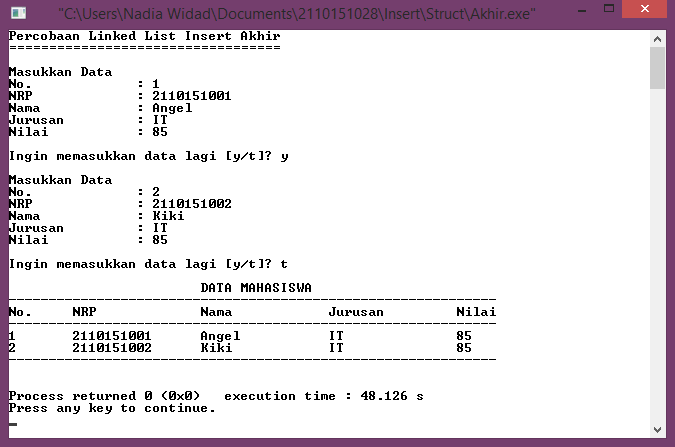 "C:\Users\Nadia Widad\Documents\2110151028\Insert\Struct\Akhir.exe"
Percobaan Linked List Insert Akhir
==================================
Masukkan Data
No. : 1
NRP : 2110151001
Nama : Angel
Jurusan : IT
Nilai : 85
Ingin memasukkan data lagi [y/t]? y
Masukkan Data
No. : 2
NRP : 2110151002
Nama : Kiki
Jurusan : IT
Nilai : 85
Ingin memasukkan data lagi [y/t]? t
DATA MAHASISWA
-------------------------------------------------------------
No. NRP Nama Jurusan Nilai
-------------------------------------------------------------
1 2110151001 Angel IT 85
2 2110151002 Kiki IT 85
-------------------------------------------------------------
Process returned 0 (0x0) execution time : 48.126 s
Press any key to continue.